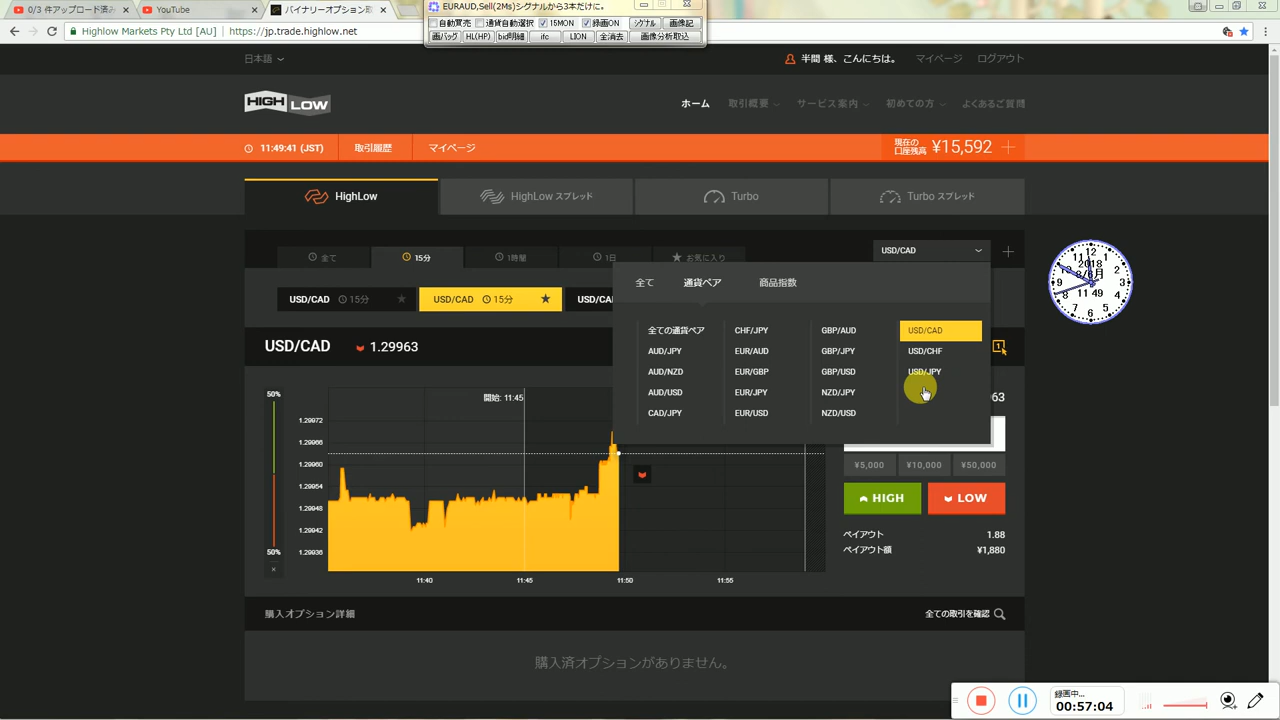 0/3 件アップロード済み
YouTube
バイナリーオプション取
EURAUD,Sell(2Ms)シグナルから3本だけに。
自動買売 通貨自動選択 15MON 録画ON シクナル 画像記
画バッグ HL(HP) bid明細 ifc LION 全消去 画像分析取込
Highlow Markets Pty Ltd [AU] https://jp.trade.highlow.net
日本語
半間 様、こんにちは。 マイページ ログアウト
HIGH LOW
ホーム 取引概要 サービス案内 初めての方 よくあるご質問
11:49:41 (JST) 取引履歴 マイページ
現在の
口座残高 ¥15,592
HighLow HighLow スプレッド Turbo Turbo スプレッド
全て 15分 1時間 1日 お気に入り USD/CAD
全て 通貨ペア 商品指数
USD/CAD 15分 USD/CAD 15分 USD/CA
全ての通貨ペア CHF/JPY GBP/AUD USD/CAD
AUD/JPY EUR/AUD GBP/JPY USD/CHF
AUD/NZD EUR/GBP GBP/USD USD/JPY
AUD/USD EUR/JPY NZD/JPY
CAD/JPY EUR/USD NZD/USD
USD/CAD 1.29963
1
963
50%
開始: 11:45
1.29972
1.29966
1.29960
1.29954
1.29948
1.29942
1.29936
50%
11:40 11:45 11:50 11:55
¥5,000 ¥10,000 ¥50,000
HIGH LOW
ペイアウト 1.88
ペイアウト額 ¥1,880
購入オプション詳細 全ての取引を確認
購入済オプションがありません。
録画中...
00:57:04